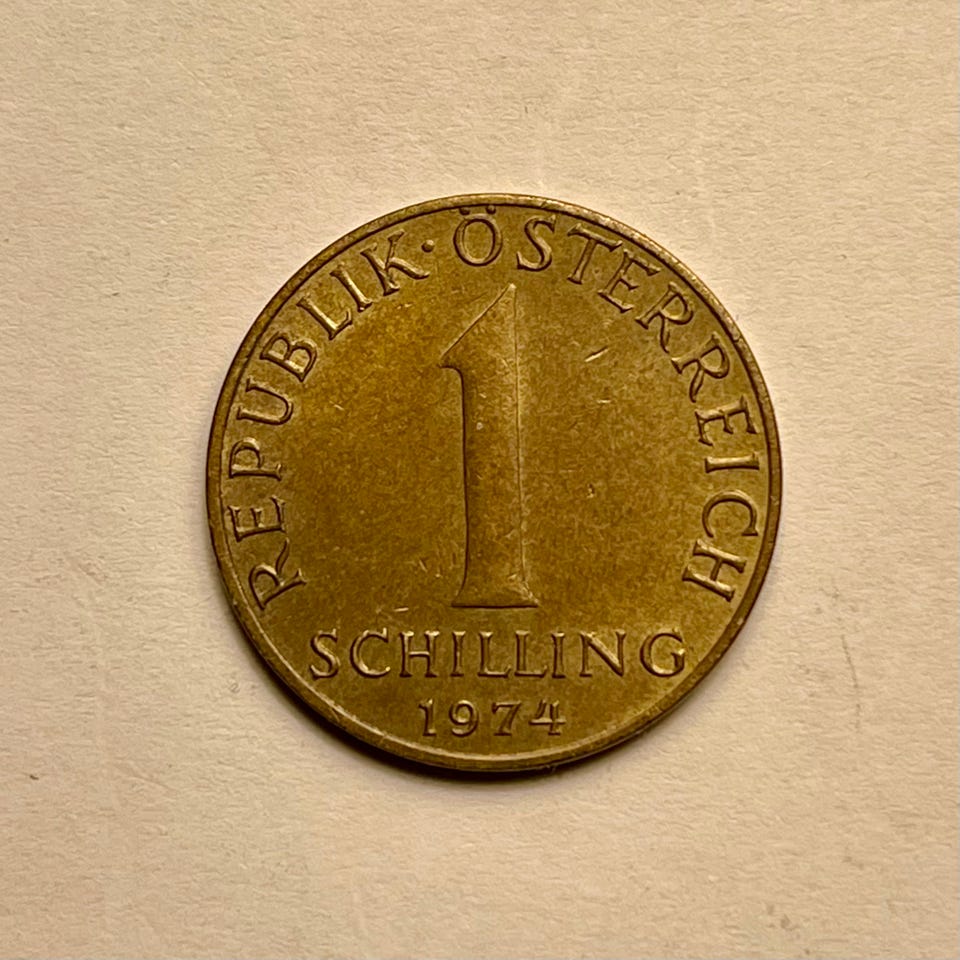 REPUBLIK · ÖSTERREICH
1
SCHILLING
1974